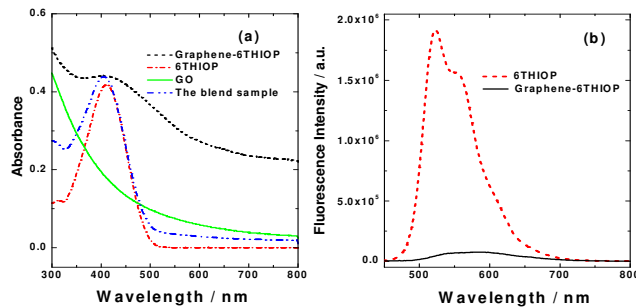 (a)
Graphene-6THIOP
6THIOP
GO
The blend sample
Absorbance
0.6
0.4
0.2
0.0
300 400 500 600 700 800
Wavelength / nm
(b)
6THIOP
Graphene-6THIOP
Fluorescence Intensity / a.u.
2.0x10⁶
1.5x10⁶
1.0x10⁶
5.0x10⁵
0.0
500 600 700 800
Wavelength / nm